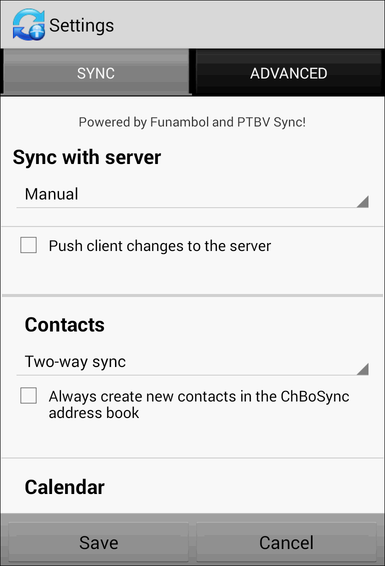 Settings
SYNC
ADVANCED
Powered by Funambol and PTBV Sync!
Sync with server
Manual
Push client changes to the server
Contacts
Two-way sync
Always create new contacts in the ChBoSync
address book
Calendar
Save
Cancel